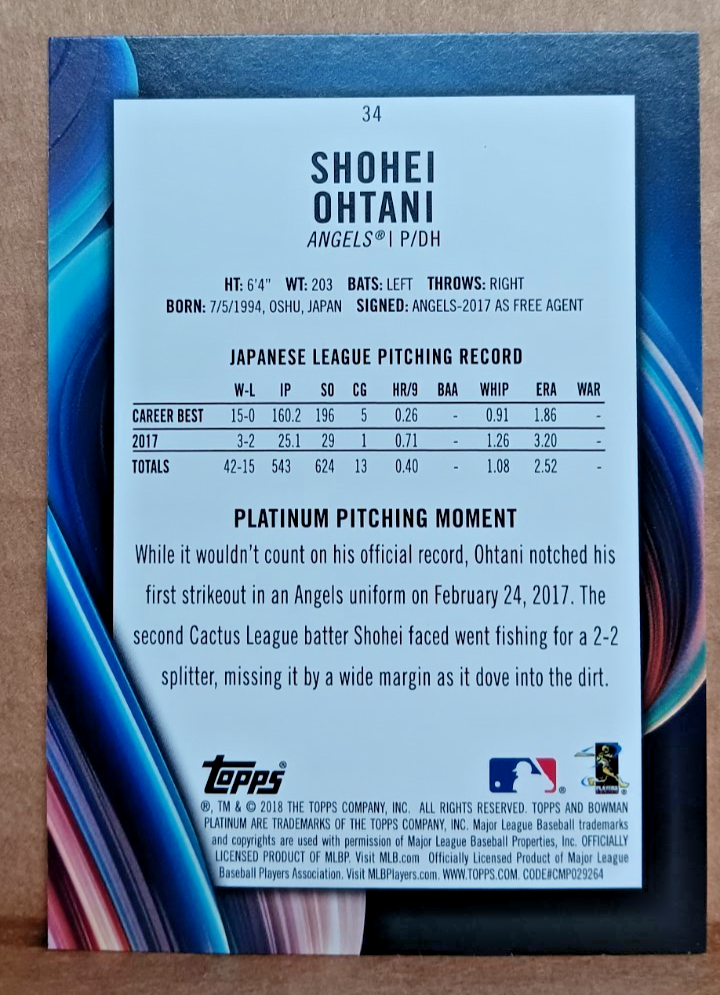 34
SHOHEI
OHTANI
ANGELS® | P/DH
HT: 6'4" WT: 203 BATS: LEFT THROWS: RIGHT
BORN: 7/5/1994, OSHU, JAPAN SIGNED: ANGELS-2017 AS FREE AGENT
JAPANESE LEAGUE PITCHING RECORD
W-L IP SO CG HR/9 BAA WHIP ERA WAR
CAREER BEST 15-0 160.2 196 5 0.26 - 0.91 1.86 -
2017 3-2 25.1 29 1 0.71 - 1.26 3.20 -
TOTALS 42-15 543 624 13 0.40 - 1.08 2.52 -
PLATINUM PITCHING MOMENT
While it wouldn't count on his official record, Ohtani notched his
first strikeout in an Angels uniform on February 24, 2017. The
second Cactus League batter Shohei faced went fishing for a 2-2
splitter, missing it by a wide margin as it dove into the dirt.
Topps®
®, TM & © 2018 THE TOPPS COMPANY, INC. ALL RIGHTS RESERVED. TOPPS AND BOWMAN
PLATINUM ARE TRADEMARKS OF THE TOPPS COMPANY, INC. Major League Baseball trademarks
and copyrights are used with permission of Major League Baseball Properties, Inc. OFFICIALLY
LICENSED PRODUCT OF MLBP. Visit MLB.com Officially Licensed Product of Major League
Baseball Players Association. Visit MLBPlayers.com. WWW.TOPPS.COM. CODE#CMP029264